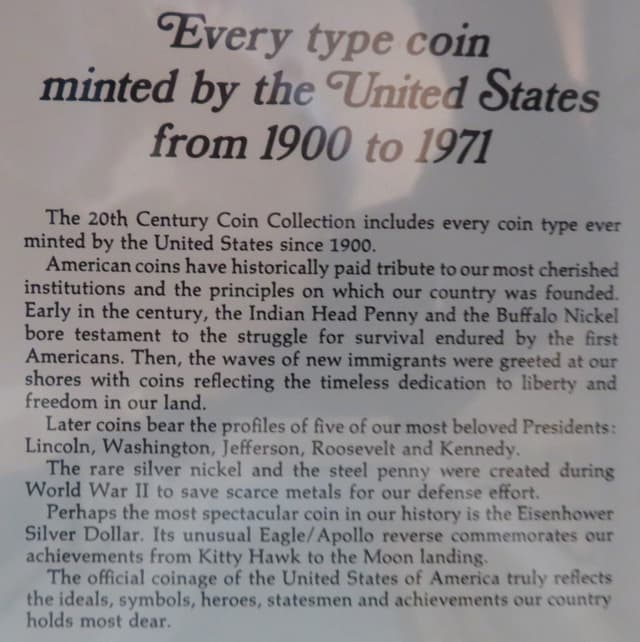 Every type coin
minted by the United States
from 1900 to 1971
The 20th Century Coin Collection includes every coin type ever
minted by the United States since 1900.
American coins have historically paid tribute to our most cherished
institutions and the principles on which our country was founded.
Early in the century, the Indian Head Penny and the Buffalo Nickel
bore testament to the struggle for survival endured by the first
Americans. Then, the waves of new immigrants were greeted at our
shores with coins reflecting the timeless dedication to liberty and
freedom in our land.
Later coins bear the profiles of five of our most beloved Presidents:
Lincoln, Washington, Jefferson, Roosevelt and Kennedy.
The rare silver nickel and the steel penny were created during
World War II to save scarce metals for our defense effort.
Perhaps the most spectacular coin in our history is the Eisenhower
Silver Dollar. Its unusual Eagle/Apollo reverse commemorates our
achievements from Kitty Hawk to the Moon landing.
The official coinage of the United States of America truly reflects
the ideals, symbols, heroes, statesmen and achievements our country
holds most dear.